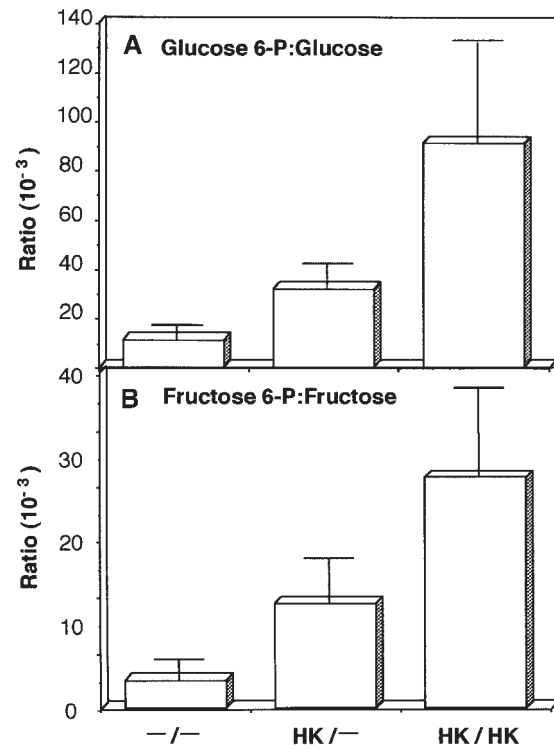 140
A Glucose 6-P:Glucose
120
100
80
60
40
20
Ratio (10⁻³)
40
B Fructose 6-P:Fructose
30
20
10
0
Ratio (10⁻³)
—/— HK /— HK / HK